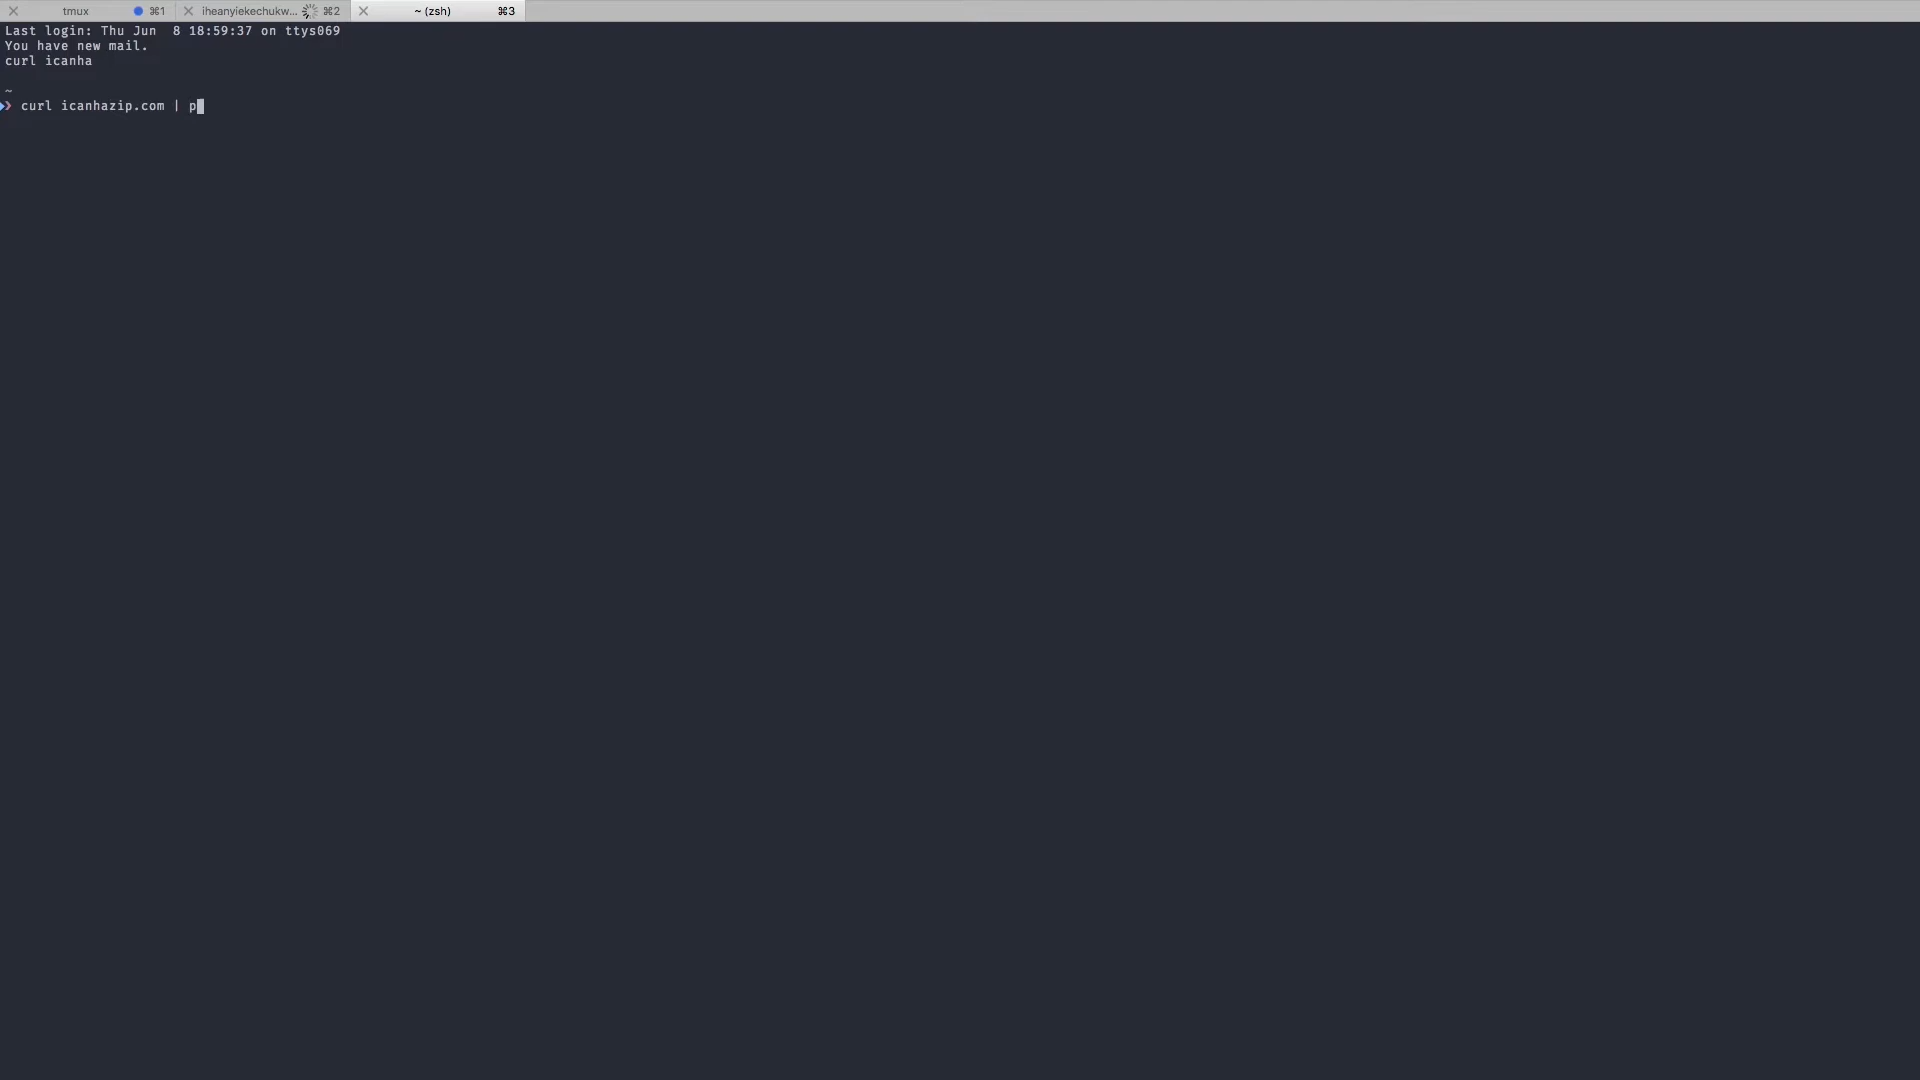 tmux ⌘1 iheanyiekechukw... ⌘2 ~ (zsh) ⌘3
Last login: Thu Jun  8 18:59:37 on ttys069
You have new mail.
curl icanha
~
❯ curl icanhazip.com | p